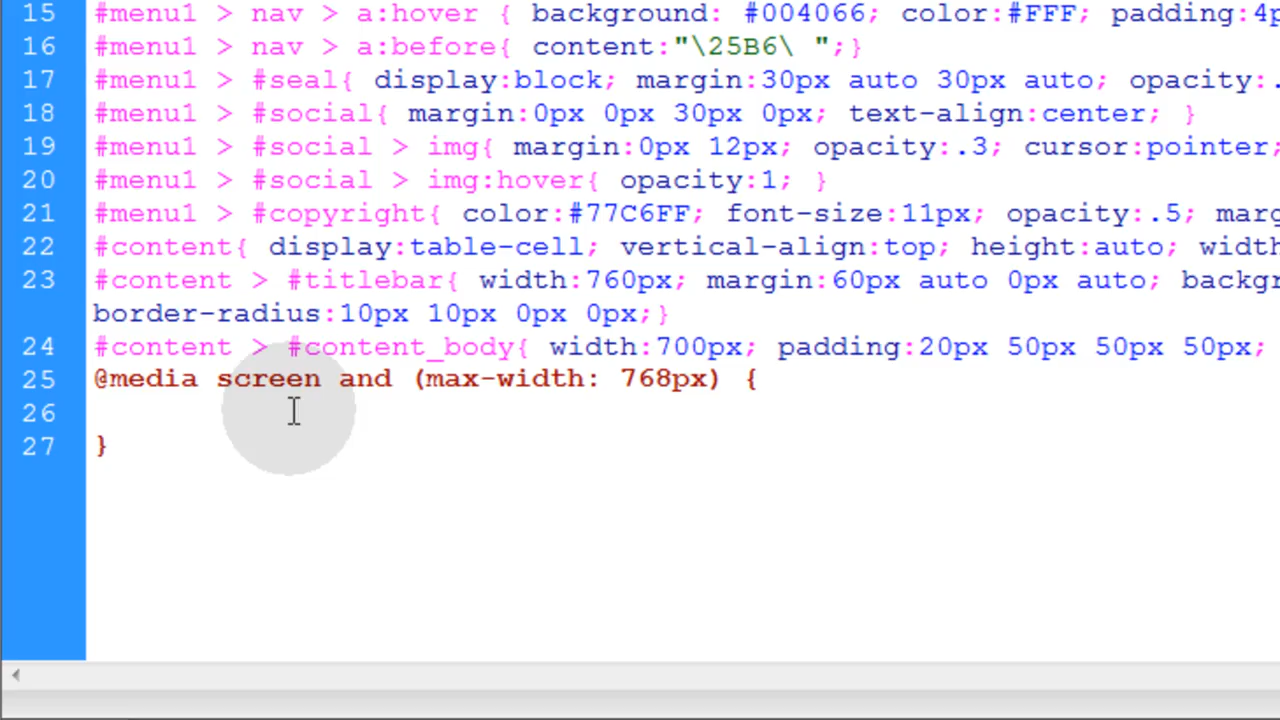 15 #menu1 > nav > a:hover { background: #004066; color:#FFF; padding:4p
16 #menu1 > nav > a:before{ content:"\25B6\ ";}
17 #menu1 > #seal{ display:block; margin:30px auto 30px auto; opacity:.
18 #menu1 > #social{ margin:0px 0px 30px 0px; text-align:center; }
19 #menu1 > #social > img{ margin:0px 12px; opacity:.3; cursor:pointer;
20 #menu1 > #social > img:hover{ opacity:1; }
21 #menu1 > #copyright{ color:#77C6FF; font-size:11px; opacity:.5; marg
22 #content{ display:table-cell; vertical-align:top; height:auto; width
23 #content > #titlebar{ width:760px; margin:60px auto 0px auto; backgr
border-radius:10px 10px 0px 0px;}
24 #content > #content_body{ width:700px; padding:20px 50px 50px 50px;
25 @media screen and (max-width: 768px) {
26
27 }